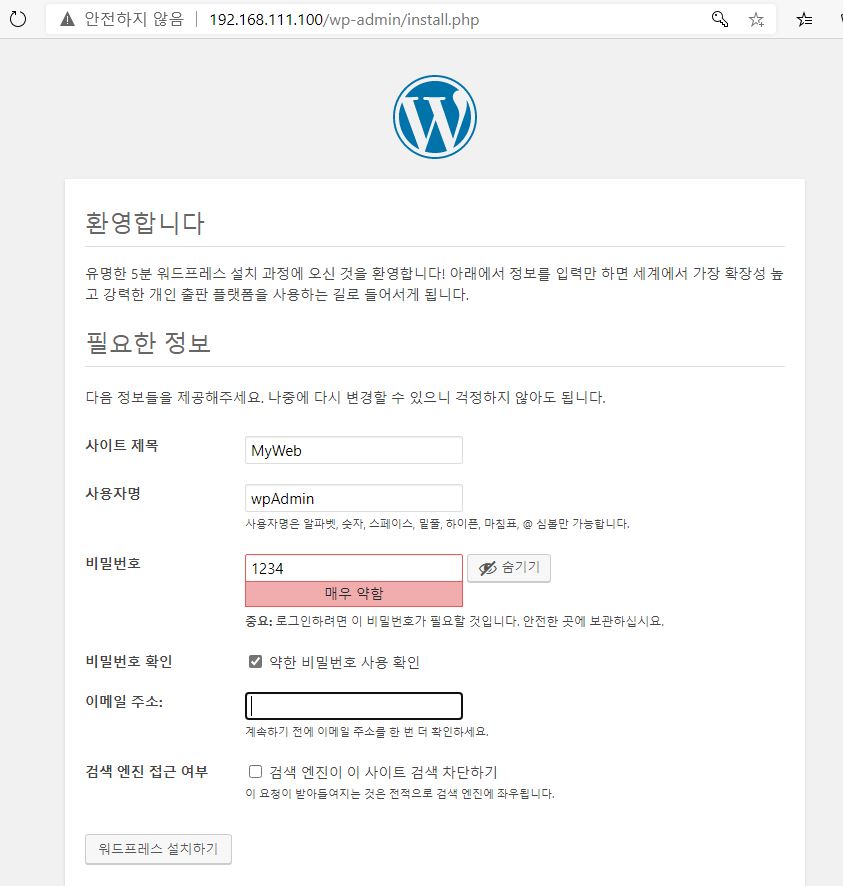 안전하지 않음 | 192.168.111.100/wp-admin/install.php
W
환영합니다
유명한 5분 워드프레스 설치 과정에 오신 것을 환영합니다! 아래에서 정보를 입력만 하면 세계에서 가장 확장성 높
고 강력한 개인 출판 플랫폼을 사용하는 길로 들어서게 됩니다.
필요한 정보
다음 정보들을 제공해주세요. 나중에 다시 변경할 수 있으니 걱정하지 않아도 됩니다.
사이트 제목 MyWeb
사용자명 wpAdmin
사용자명은 알파벳, 숫자, 스페이스, 밑줄, 하이픈, 마침표, @ 심볼만 가능합니다.
비밀번호 1234 숨기기
매우 약함
중요: 로그인하려면 이 비밀번호가 필요할 것입니다. 안전한 곳에 보관하십시요.
비밀번호 확인 약한 비밀번호 사용 확인
이메일 주소:
계속하기 전에 이메일 주소를 한 번 더 확인하세요.
검색 엔진 접근 여부 검색 엔진이 이 사이트 검색 차단하기
이 요청이 받아들여지는 것은 전적으로 검색 엔진에 좌우됩니다.
워드프레스 설치하기